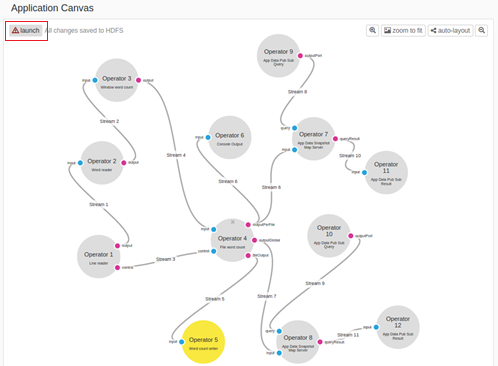 Application Canvas
launch
All changes saved to HDFS
zoom to fit
auto-layout
Operator 9
App Data Pub Sub
Query
outputPort
Operator 3
Window word count
input
output
Stream 8
Stream 2
Operator 6
Console Output
input
query
Operator 7
App Data Snapshot
Map Server
input
queryResult
Stream 4
Stream 10
Operator 2
Word reader
input
output
Operator
11
App Data Pub Sub
Result
input
Stream 6
Stream 6
Stream 1
outputPerFile
Operator 4
File word count
input
control
outputGlobal
fileOutput
Operator
10
App Data Pub Sub
Query
outputPort
Operator 1
Line reader
output
control
Stream 3
Stream 9
Stream 5
Stream 7
Operator 12
App Data Pub Sub
Result
input
Operator 5
Word count writer
input
query
Operator 8
App Data Snapshot
Map Server
input
queryResult
Stream 11